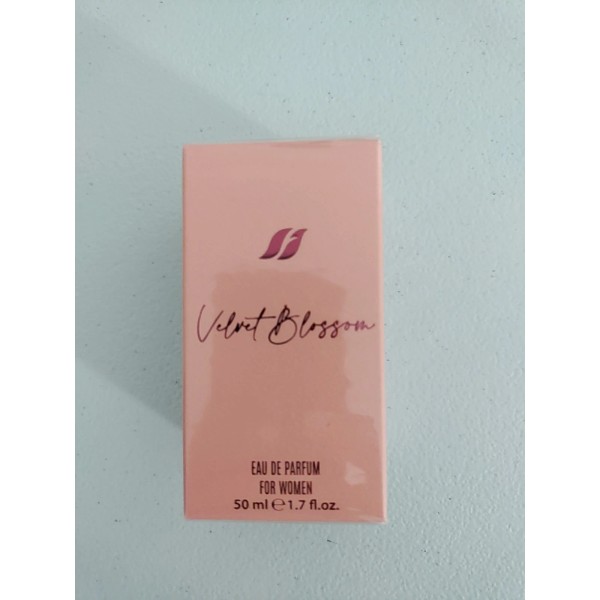 Velvet Blossom
EAU DE PARFUM
FOR WOMEN
50 ml ℮ 1.7 fl.oz.